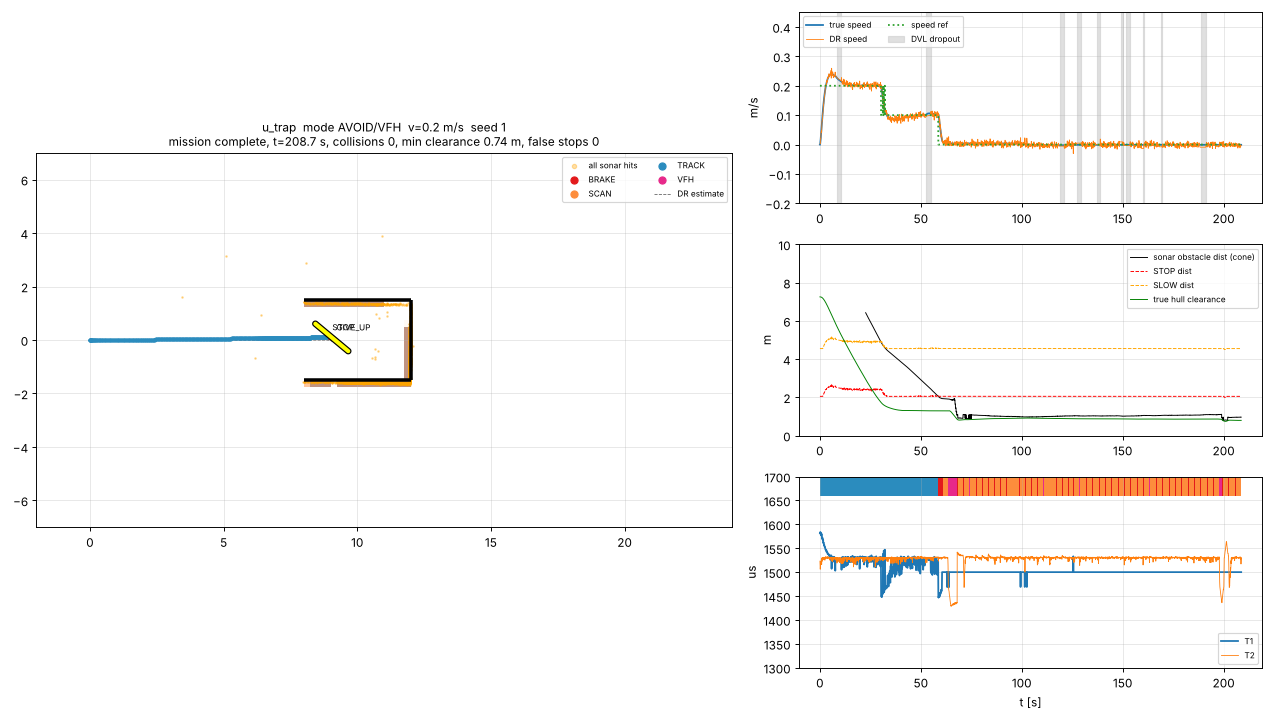 u_trap  mode AVOID/VFH  v=0.2 m/s  seed 1
mission complete, t=208.7 s, collisions 0, min clearance 0.74 m, false stops 0
all sonar hits
BRAKE
SCAN
TRACK
VFH
DR estimate
6
4
2
0
−2
−4
−6
0
5
10
15
20
true speed
DR speed
speed ref
DVL dropout
m/s
0.4
0.3
0.2
0.1
0.0
−0.1
−0.2
0
50
100
150
200
sonar obstacle dist (cone)
STOP dist
SLOW dist
true hull clearance
m
10
8
6
4
2
0
0
50
100
150
200
us
1700
1650
1600
1550
1500
1450
1400
1350
1300
T1
T2
0
50
100
150
200
t [s]